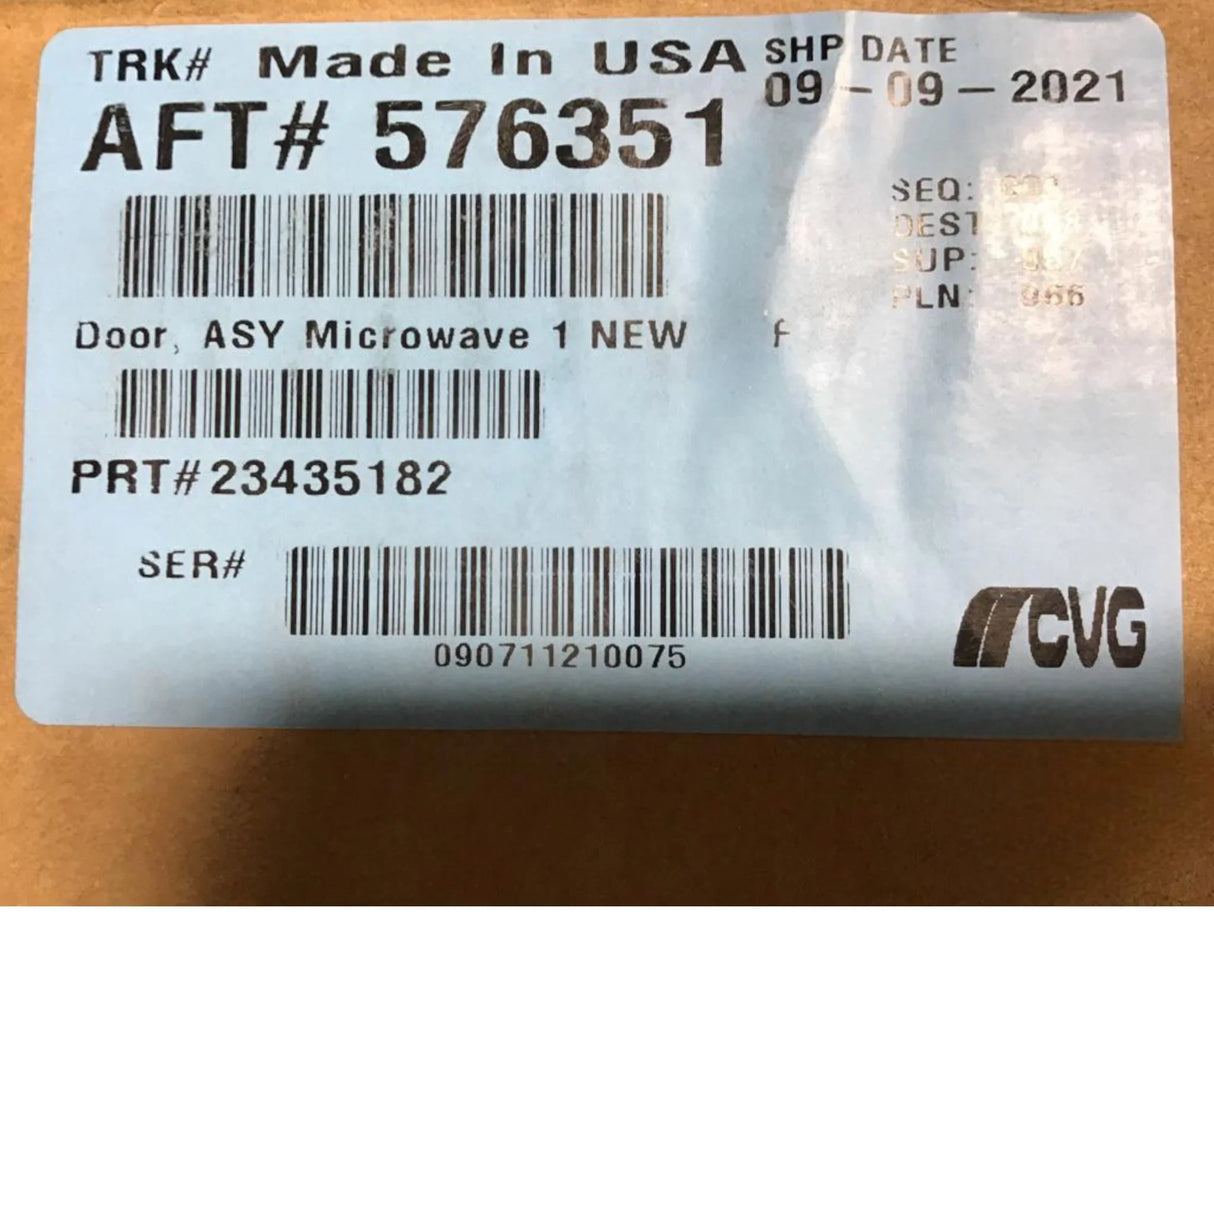 TRK# Made In USA SHP DATE
AFT# 576351 09-09-2021
SEQ:
DEST
SUP:
PLN: 966
Door, ASY Microwave 1 NEW
PRT#23435182
SER#
090711210075
CVG